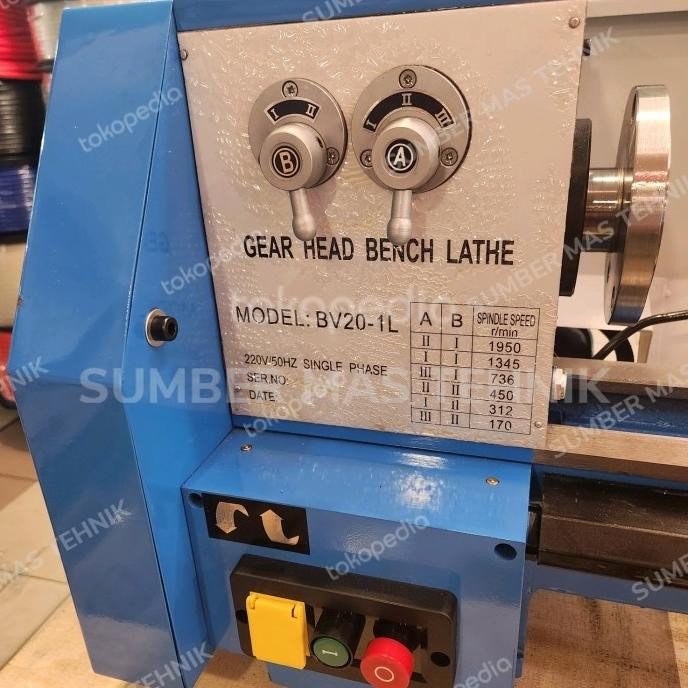 I II
B
I II III
A
GEAR HEAD BENCH LATHE
MODEL: BV20-1L
220V/50HZ SINGLE PHASE
SER.NO:
DATE:
A B SPINDLE SPEED r/min
II I 1950
I I 1345
III I 736
II II 450
I II 312
III II 170
I
O
SUMBER MAS TEKNIK
tokopedia